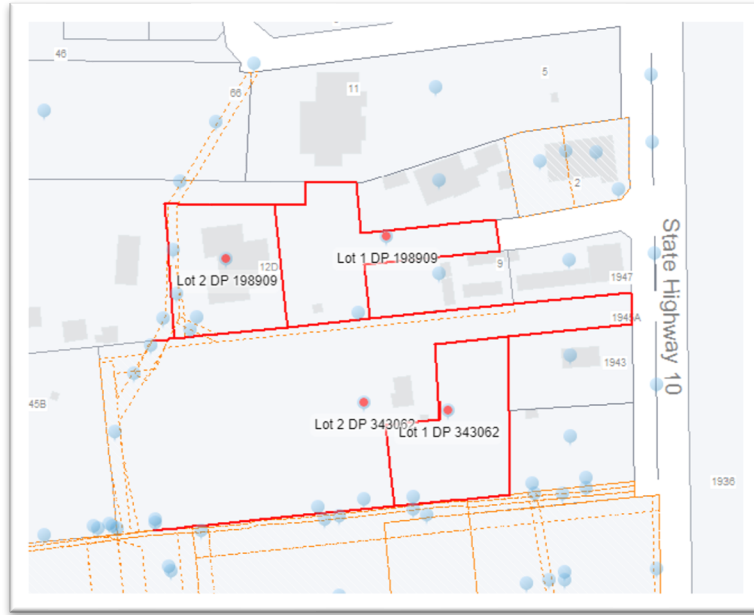 46
66
11
5
2
Lot 1 DP 198909
12D
Lot 2 DP 198909
9
1947
State Highway 10
1945A
1943
45B
Lot 2 DP 343062
Lot 1 DP 343062
1936